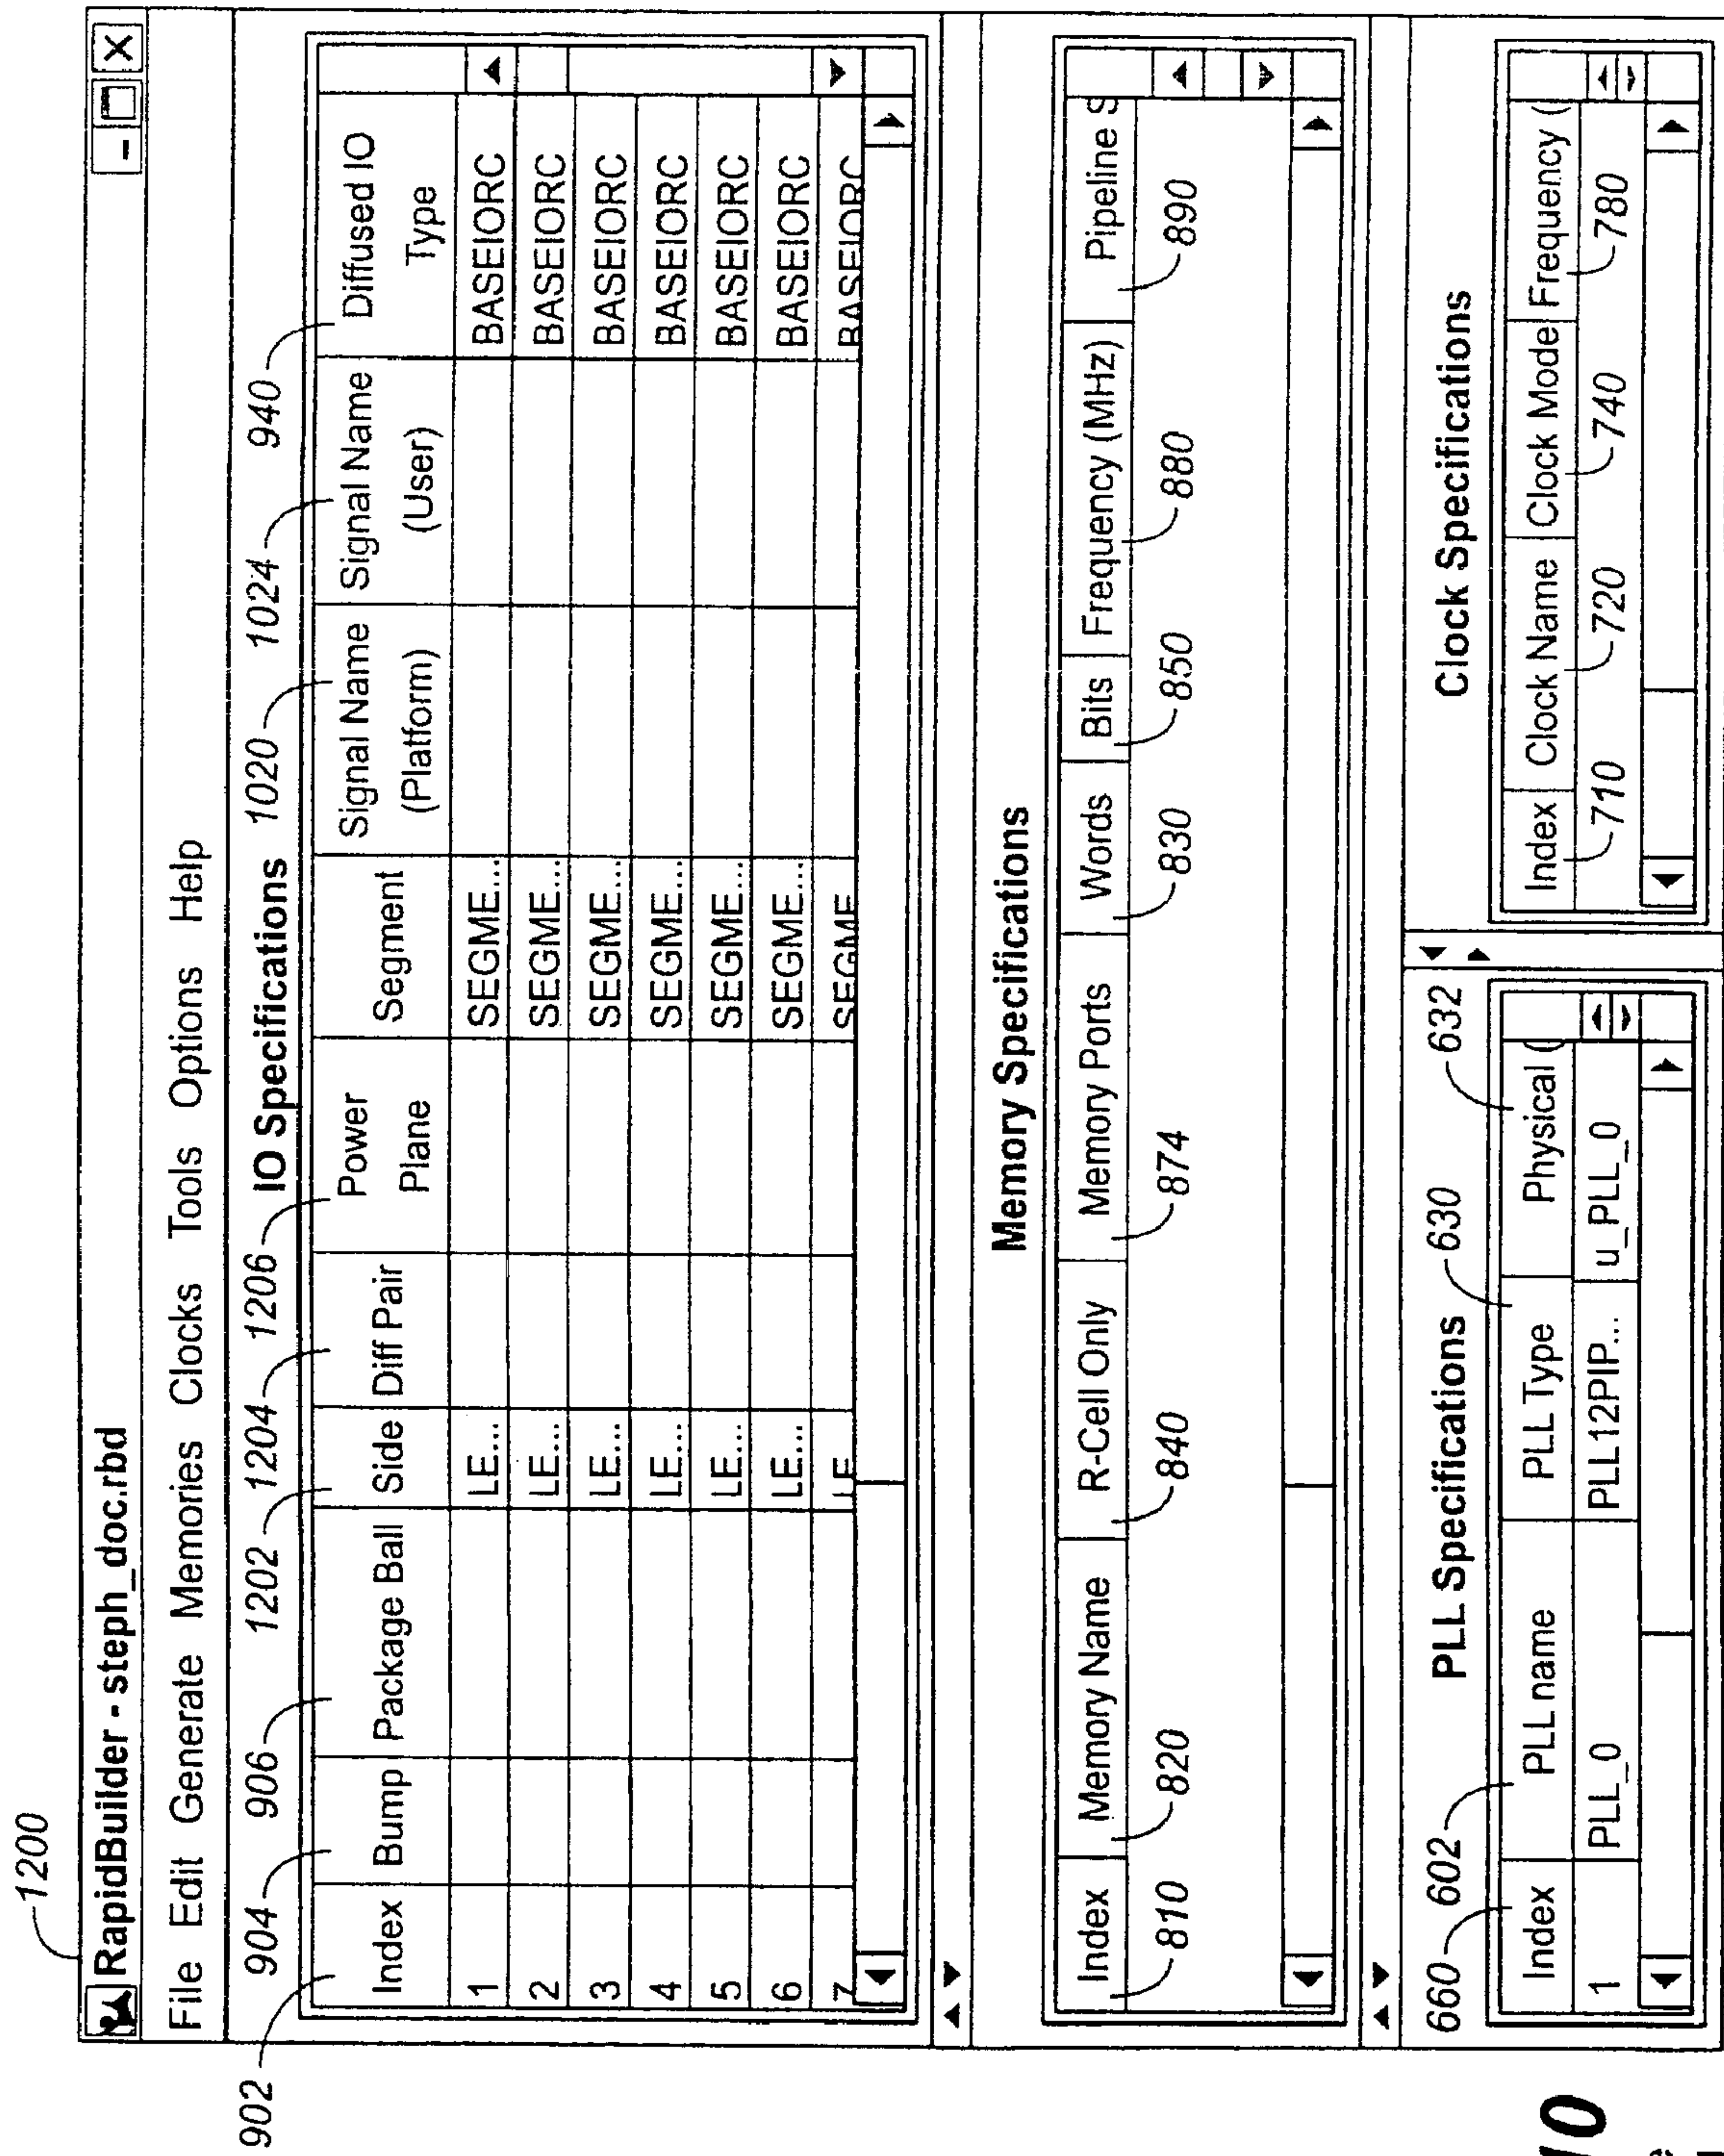 1200
RapidBuilder - steph_doc.rbd
File Edit Generate Memories Clocks Tools Options Help
902 904 906 1202 1204 1206 IO Specifications 1020 1024 940
Index Bump Package Ball Side Diff Pair Power Plane Segment Signal Name (Platform) Signal Name (User) Diffused IO Type
1 LE... SEGME... BASEIORC
2 LE... SEGME... BASEIORC
3 LE... SEGME... BASEIORC
4 LE... SEGME... BASEIORC
5 LE... SEGME... BASEIORC
6 LE... SEGME... BASEIORC
7 LE SEGME BASEIORC
Memory Specifications
Index Memory Name R-Cell Only Memory Ports Words Bits Frequency (MHz) Pipeline S
810 820 840 874 830 850 880 890
660 602 PLL Specifications 630 632
Index PLL name PLL Type Physical (
1 PLL_0 PLL12PIP... u_PLL_0
Clock Specifications
Index Clock Name Clock Mode Frequency (
710 720 740 780
10